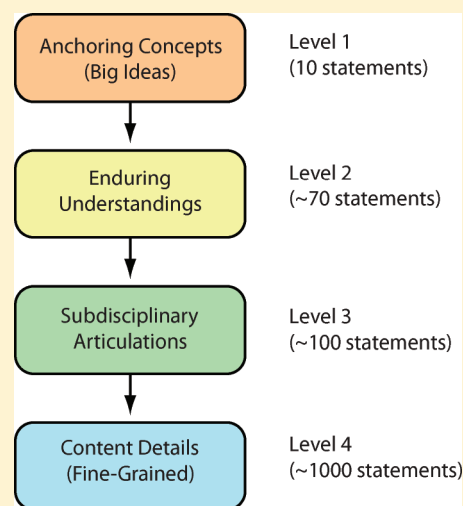 Anchoring Concepts
(Big Ideas)
Level 1
(10 statements)
Enduring
Understandings
Level 2
(~70 statements)
Subdisciplinary
Articulations
Level 3
(~100 statements)
Content Details
(Fine-Grained)
Level 4
(~1000 statements)